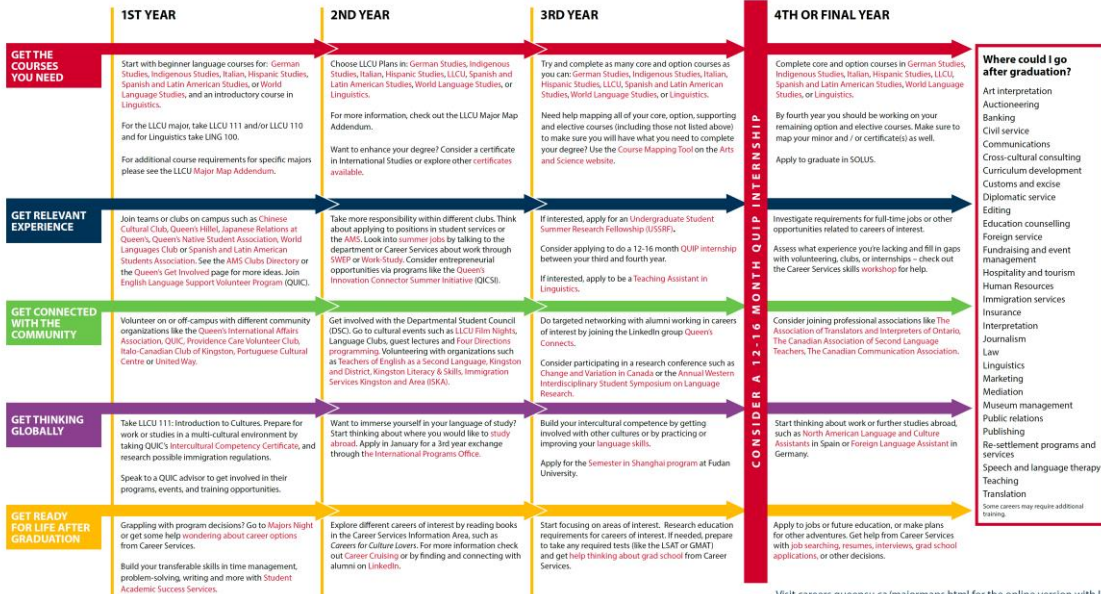 1ST YEAR
2ND YEAR
3RD YEAR
4TH OR FINAL YEAR
GET THE
COURSES
YOU NEED
Start with beginner language courses for: German
Studies, Indigenous Studies, Italian, Hispanic Studies,
Spanish and Latin American Studies, or World
Language Studies, and an introductory course in
Linguistics.
For the LLCU major, take LLCU 111 and/or LLCU 110
and for Linguistics take LING 100.
For additional course requirements for specific majors
please see the LLCU Major Map Addendum.
Choose LLCU Plans in: German Studies, Indigenous
Studies, Italian, Hispanic Studies, LLCU, Spanish and
Latin American Studies, World Language Studies, or
Linguistics.
For more information, check out the LLCU Major Map
Addendum.
Want to enhance your degree? Consider a certificate
in International Studies or explore other certificates
available.
Try and complete as many core and option courses as
you can: German Studies, Indigenous Studies, Italian,
Hispanic Studies, LLCU, Spanish and Latin American
Studies, World Language Studies, or Linguistics.
Need help mapping all of your core, option, supporting
and elective courses (including those not listed above)
to make sure you will have what you need to complete
your degree? Use the Course Mapping Tool on the Arts
and Science website.
Complete core and option courses in German Studies,
Indigenous Studies, Italian, Hispanic Studies, LLCU,
Spanish and Latin American Studies, World Language
Studies, or Linguistics.
By fourth year you should be working on your
remaining option and elective courses. Make sure to
map your minor and / or certificate(s) as well.
Apply to graduate in SOLUS.
GET RELEVANT
EXPERIENCE
Join teams or clubs on campus such as Chinese
Cultural Club, Queen's Hillel, Japanese Relations at
Queen's, Queen's Native Student Association, World
Languages Club or Spanish and Latin American
Students Association. See the AMS Clubs Directory or
the Queen's Get Involved page for more ideas. Join
English Language Support Volunteer Program (QUIC).
Take more responsibility within different clubs. Think
about applying to positions in student services or
the AMS. Look into summer jobs by talking to the
department or Career Services about work through
SWEP or Work-Study. Consider entrepreneurial
opportunities via programs like the Queen's
Innovation Connector Summer Initiative (QICSI).
If interested, apply for an Undergraduate Student
Summer Research Fellowship (USSRF).
Consider applying to do a 12-16 month QUIP internship
between your third and fourth year.
If interested, apply to be a Teaching Assistant in
Linguistics.
Investigate requirements for full-time jobs or other
opportunities related to careers of interest.
Assess what experience you're lacking and fill in gaps
with volunteering, clubs, or internships – check out
the Career Services skills workshop for help.
GET CONNECTED
WITH THE
COMMUNITY
Volunteer on or off-campus with different community
organizations like the Queen's International Affairs
Association, QUIC, Providence Care Volunteer Club,
Italo-Canadian Club of Kingston, Portuguese Cultural
Centre or United Way.
Get involved with the Departmental Student Council
(DSC). Go to cultural events such as LLCU Film Nights,
Language Clubs, guest lectures and Four Directions
programming. Volunteering with organizations such
as Teachers of English as a Second Language, Kingston
and District, Kingston Literacy & Skills, Immigration
Services Kingston and Area (ISKA).
Do targeted networking with alumni working in careers
of interest by joining the LinkedIn group Queen's
Connects.
Consider participating in a research conference such as
Change and Variation in Canada or the Annual Western
Interdisciplinary Student Symposium on Language
Research.
Consider joining professional associations like The
Association of Translators and Interpreters of Ontario,
The Canadian Association of Second Language
Teachers, The Canadian Communication Association.
GET THINKING
GLOBALLY
Take LLCU 111: Introduction to Cultures. Prepare for
work or studies in a multi-cultural environment by
taking QUIC's Intercultural Competency Certificate, and
research possible immigration regulations.
Speak to a QUIC advisor to get involved in their
programs, events, and training opportunities.
Want to immerse yourself in your language of study?
Start thinking about where you would like to study
abroad. Apply in January for a 3rd year exchange
through the International Programs Office.
Build your intercultural competence by getting
involved with other cultures or by practicing or
improving your language skills.
Apply for the Semester in Shanghai program at Fudan
University.
Start thinking about work or further studies abroad,
such as North American Language and Culture
Assistants in Spain or Foreign Language Assistant in
Germany.
GET READY
FOR LIFE AFTER
GRADUATION
Grappling with program decisions? Go to Majors Night
or get some help wondering about career options
from Career Services.
Build your transferable skills in time management,
problem-solving, writing and more with Student
Academic Success Services.
Explore different careers of interest by reading books
in the Career Services Information Area, such as
Careers for Culture Lovers. For more information check
out Career Cruising or by finding and connecting with
alumni on LinkedIn.
Start focusing on areas of interest. Research education
requirements for careers of interest. If needed, prepare
to take any required tests (like the LSAT or GMAT)
and get help thinking about grad school from Career
Services.
Apply to jobs or future education, or make plans
for other adventures. Get help from Career Services
with job searching, resumes, interviews, grad school
applications, or other decisions.
CONSIDER A 12-16 MONTH QUIP INTERNSHIP
Where could I go
after graduation?
Art interpretation
Auctioneering
Banking
Civil service
Communications
Cross-cultural consulting
Curriculum development
Customs and excise
Diplomatic service
Editing
Education counselling
Foreign service
Fundraising and event
management
Hospitality and tourism
Human Resources
Immigration services
Insurance
Interpretation
Journalism
Law
Linguistics
Marketing
Mediation
Museum management
Public relations
Publishing
Re-settlement programs and
services
Speech and language therapy
Teaching
Translation
Some careers may require additional
training.